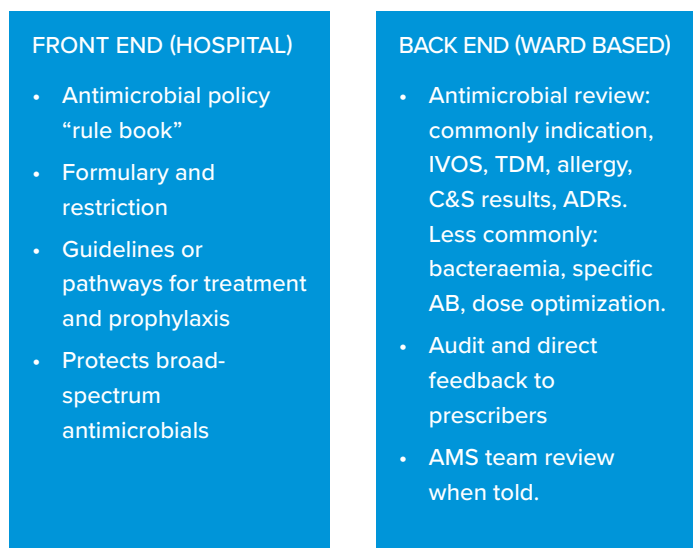 FRONT END (HOSPITAL)
• Antimicrobial policy
“rule book”
• Formulary and
restriction
• Guidelines or
pathways for treatment
and prophylaxis
• Protects broad-
spectrum
antimicrobials
BACK END (WARD BASED)
• Antimicrobial review:
commonly indication,
IVOS, TDM, allergy,
C&S results, ADRs.
Less commonly:
bacteraemia, specific
AB, dose optimization.
• Audit and direct
feedback to
prescribers
• AMS team review
when told.